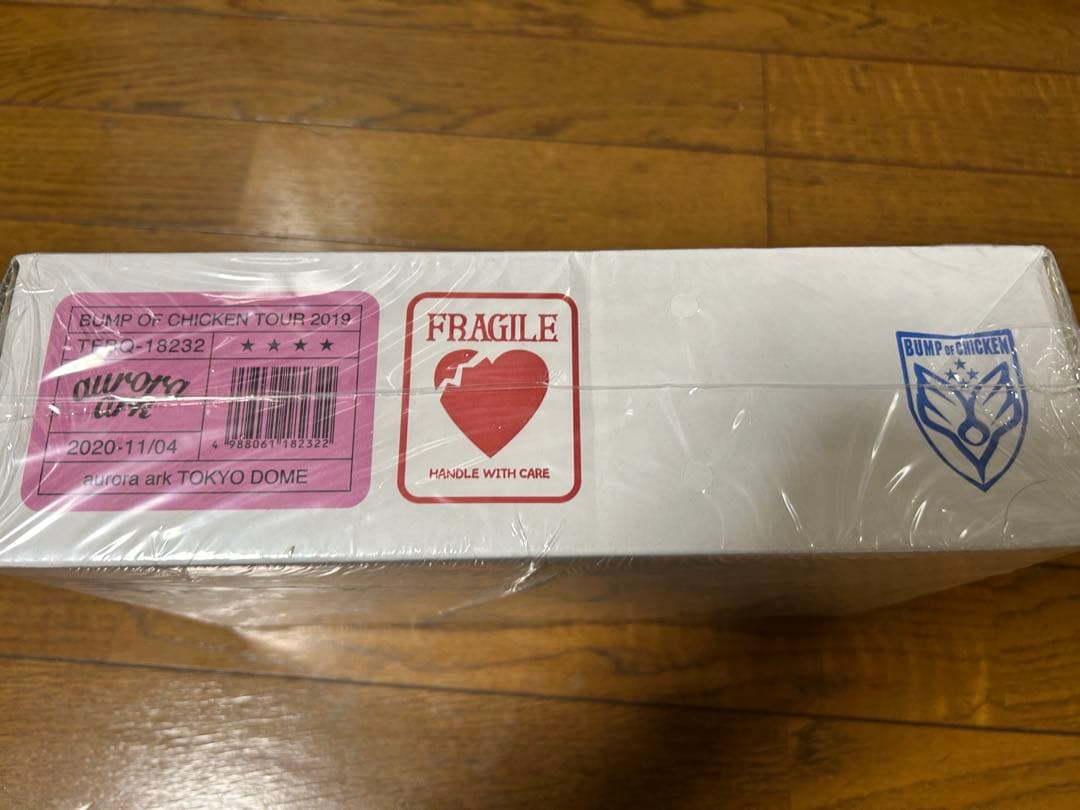 BUMP OF CHICKEN TOUR 2019
TFBQ-18232 ★ ★ ★ ★
aurora
ark
4 988061 182322
2020-11/04
aurora ark TOKYO DOME
FRAGILE
HANDLE WITH CARE
BUMP OF CHICKEN